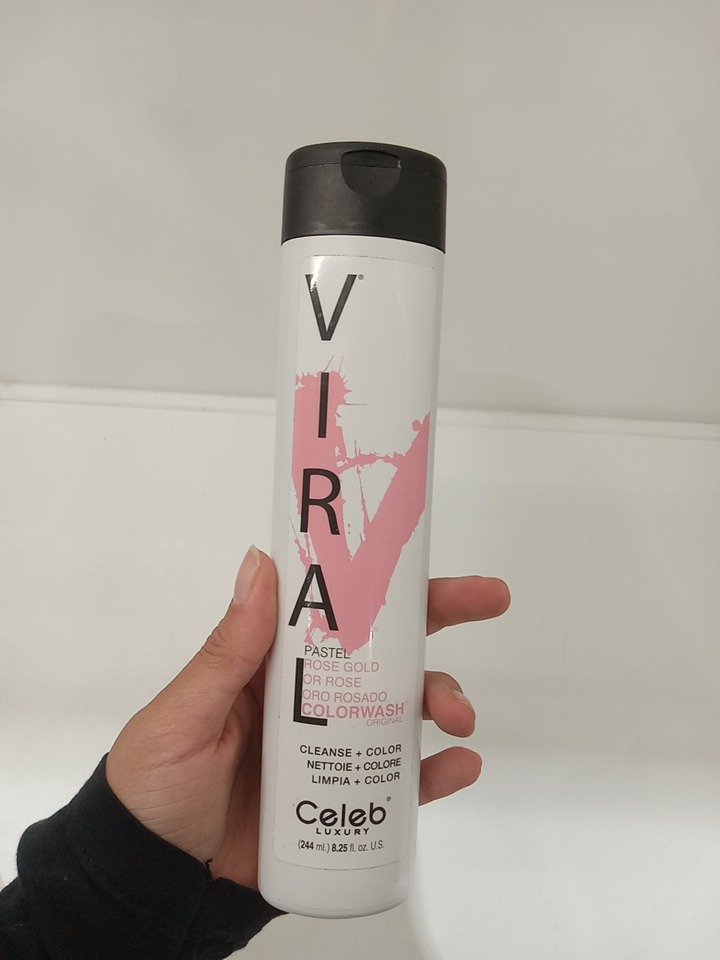 VIRAL®
PASTEL
ROSE GOLD
OR ROSE
ORO ROSADO
COLORWASH
ORIGINAL
CLEANSE + COLOR
NETTOIE + COLORE
LIMPIA + COLOR
Celeb®
LUXURY
(244 ml.) 8.25 fl. oz. U.S.